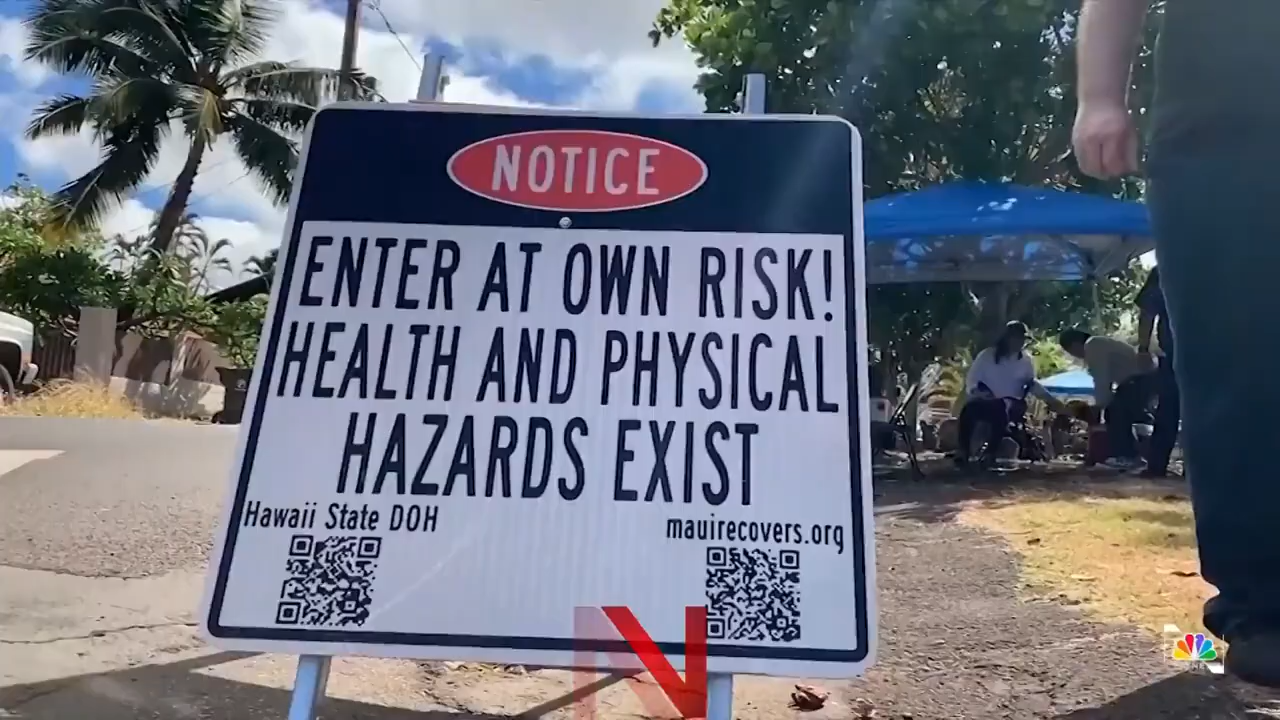 NOTICE
ENTER AT OWN RISK!
HEALTH AND PHYSICAL
HAZARDS EXIST
Hawaii State DOH
mauirecovers.org
N